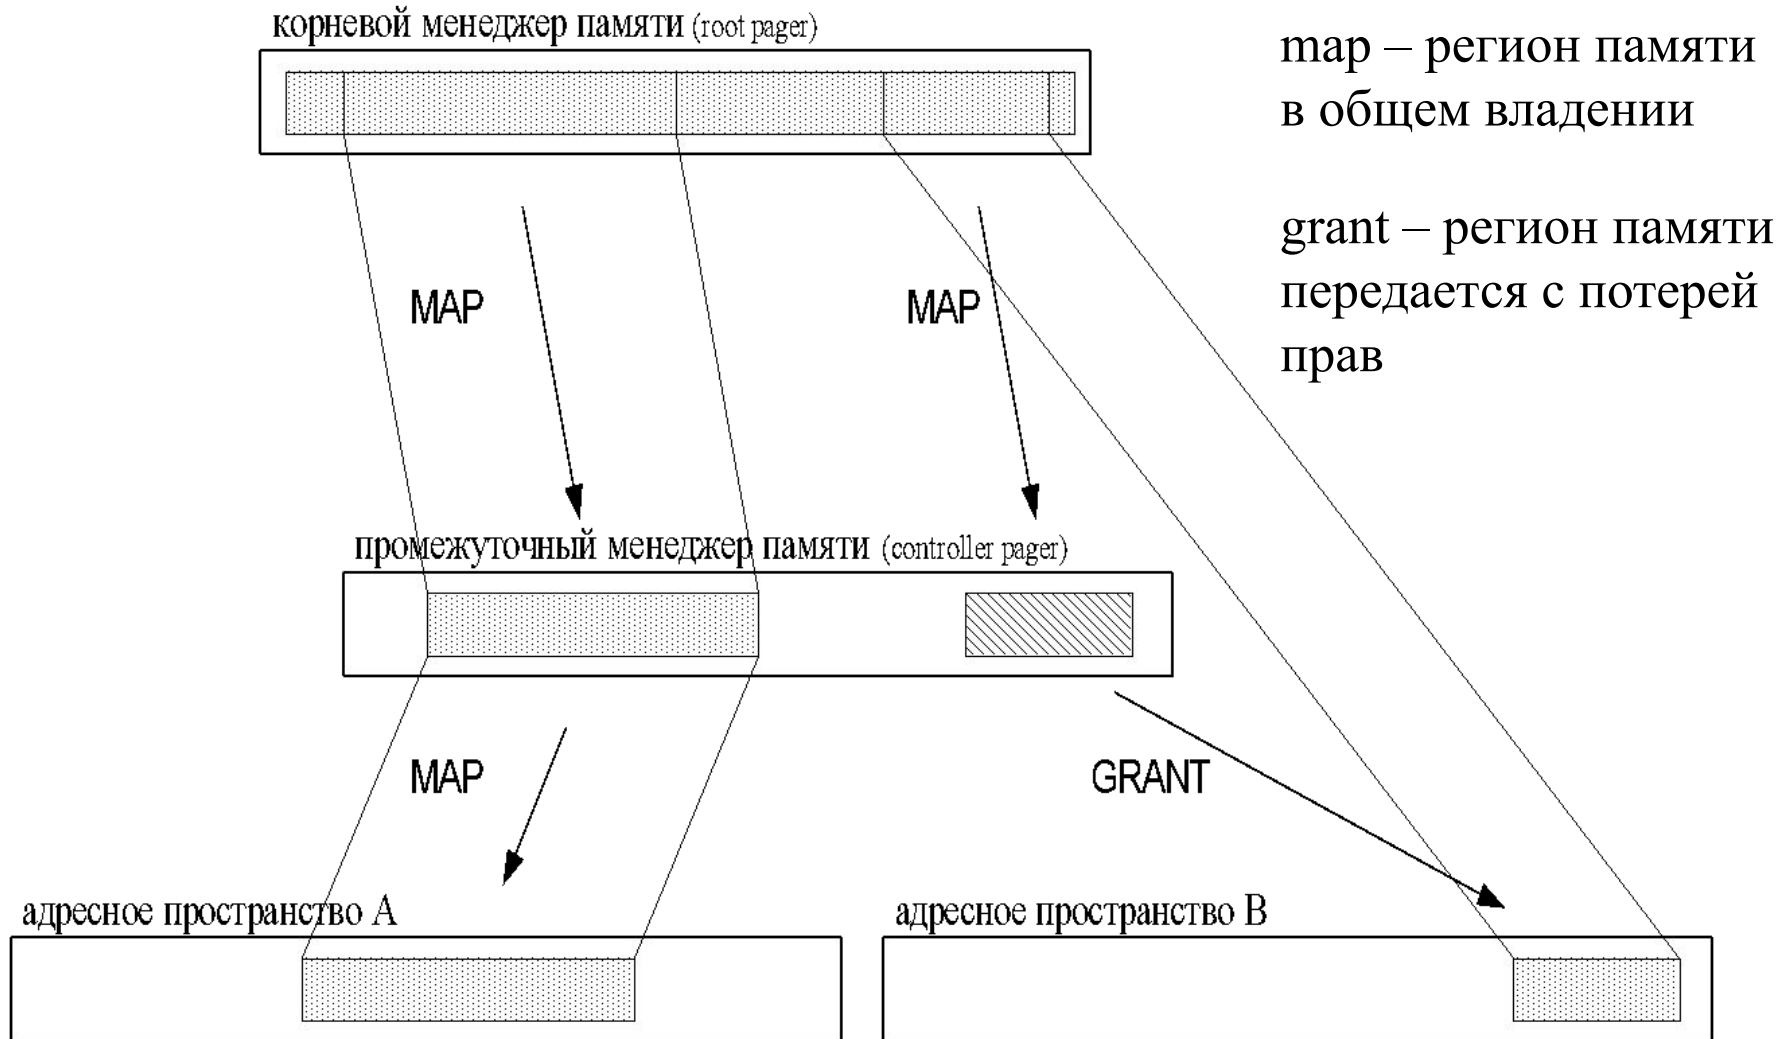 корневой менеджер памяти (root pager)
map – регион памяти
в общем владении
grant – регион памяти
передается с потерей
прав
MAP
MAP
промежуточный менеджер памяти (controller pager)
MAP
GRANT
адресное пространство A
адресное пространство B